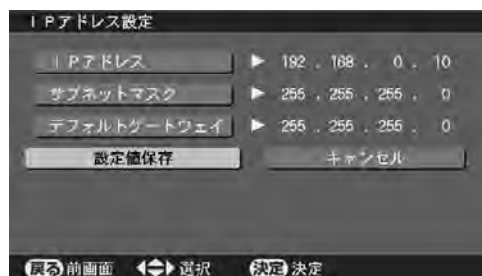 IPアドレス設定
IPアドレス ▶ 192 . 168 . 0 . 10
サブネットマスク ▶ 255 . 255 . 255 . 0
デフォルトゲートウェイ ▶ 255 . 255 . 255 . 0
設定値保存 キャンセル
戻る 前画面 選択 決定 決定